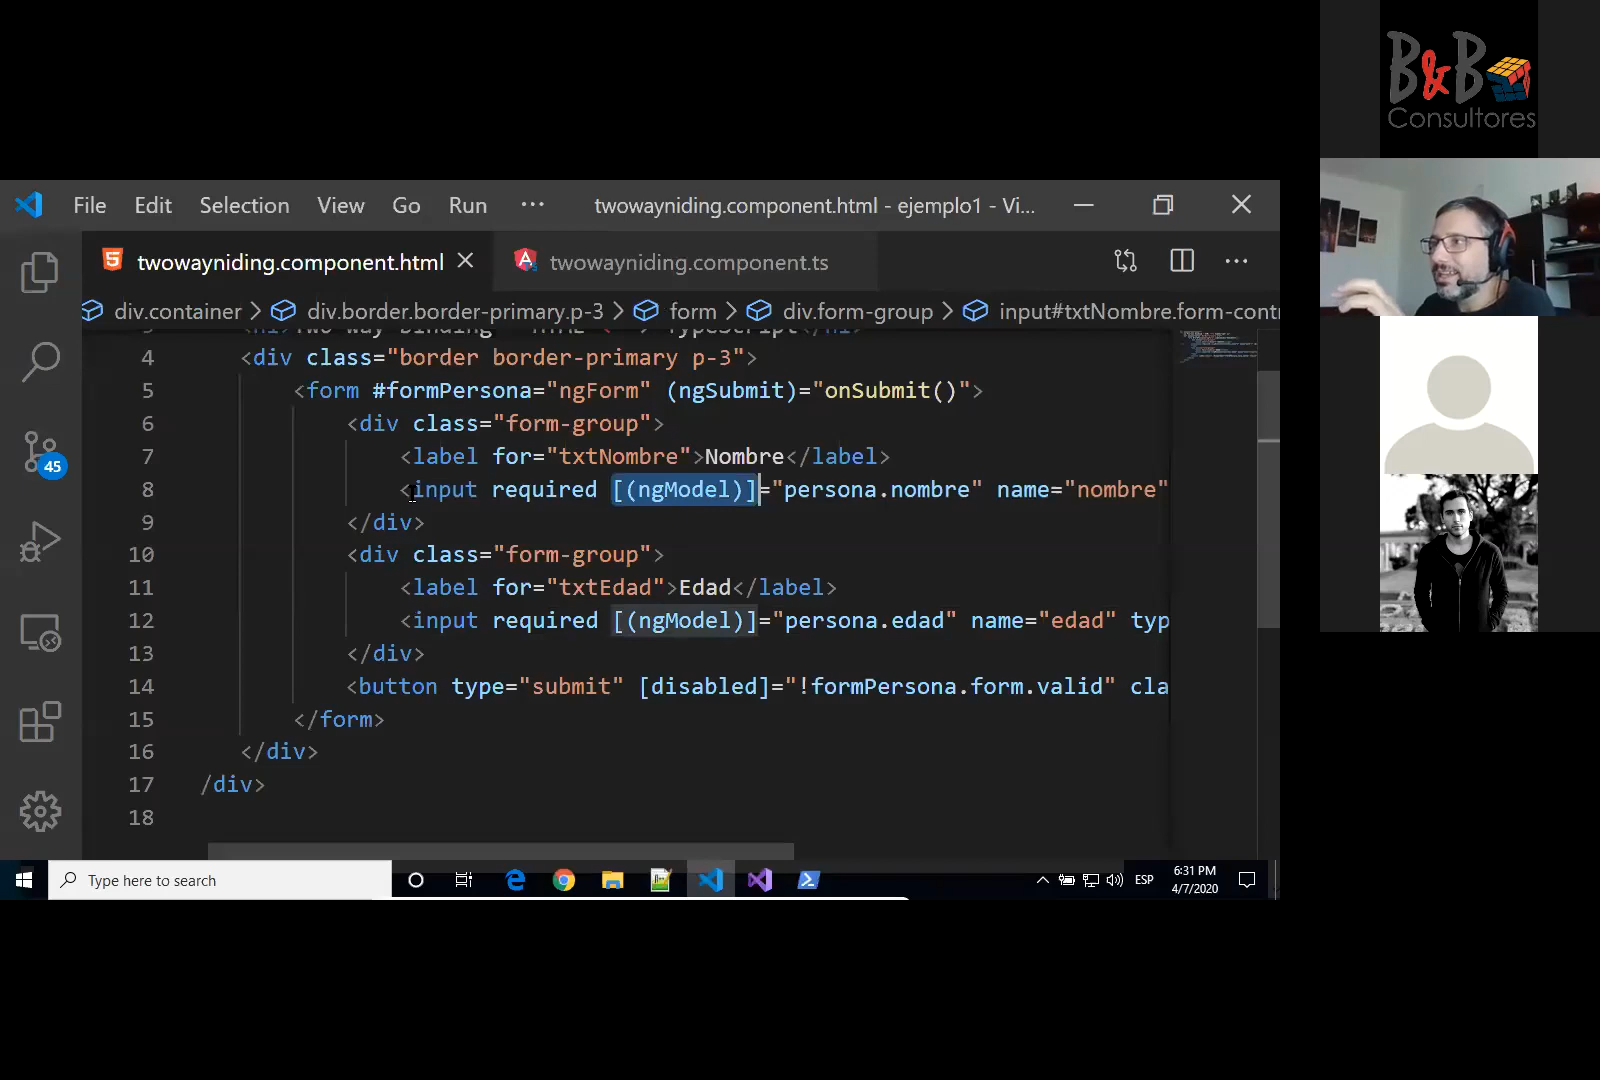 B&B
Consultores
File Edit Selection View Go Run ··· twowayniding.component.html - ejemplo1 - Vi...
twowayniding.component.html twowayniding.component.ts ···
div.container > div.border.border-primary.p-3 > form > div.form-group > input#txtNombre.form-cont
4 <div class="border border-primary p-3">
5 <form #formPersona="ngForm" (ngSubmit)="onSubmit()">
6 <div class="form-group">
7 <label for="txtNombre">Nombre</label>
8 <input required [(ngModel)]="persona.nombre" name="nombre"
9 </div>
10 <div class="form-group">
11 <label for="txtEdad">Edad</label>
12 <input required [(ngModel)]="persona.edad" name="edad" typ
13 </div>
14 <button type="submit" [disabled]="!formPersona.form.valid" cla
15 </form>
16 </div>
17 /div>
18
45
Type here to search
ESP
6:31 PM
4/7/2020